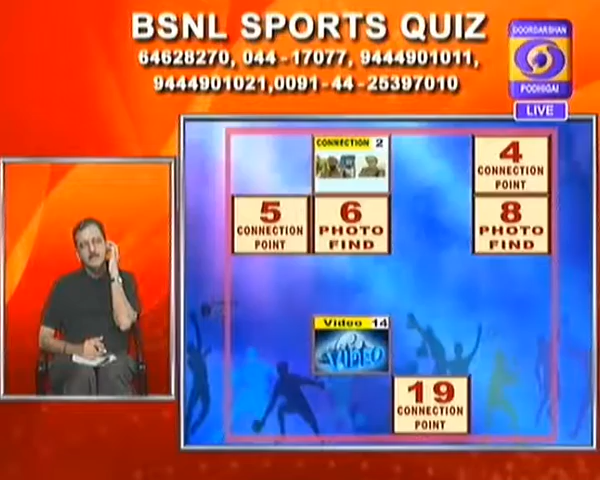 BSNL SPORTS QUIZ
64628270, 044-17077, 9444901011,
9444901021,0091-44-25397010
DOORDARSHAN
PODHIGAI
LIVE
CONNECTION 2
4
CONNECTION
POINT
5
CONNECTION
POINT
6
PHOTO
FIND
8
PHOTO
FIND
Video 14
VIDEO
19
CONNECTION
POINT